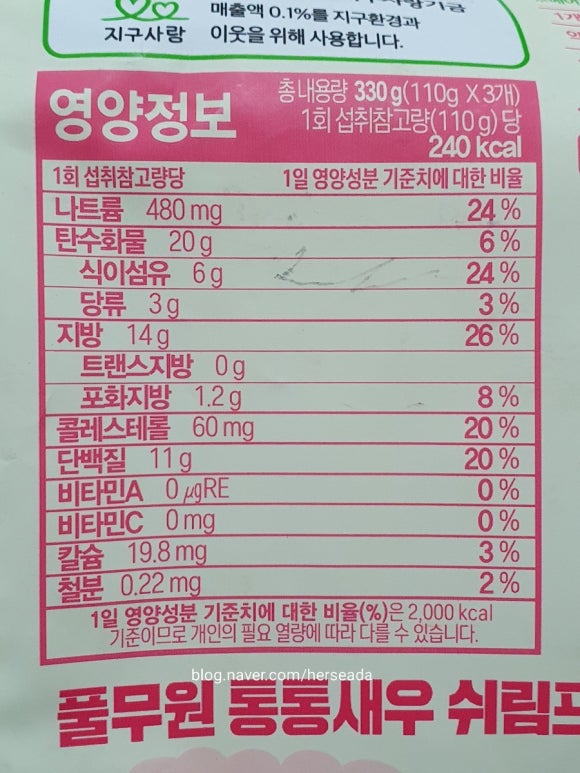 매출액 0.1%를 지구환경과
지구사랑 이웃을 위해 사용합니다.
영양정보
총 내용량 330 g(110g X 3개)
1회 섭취참고량(110 g) 당
240 kcal
1회 섭취참고량당 1일 영양성분 기준치에 대한 비율
나트륨 480 mg 24 %
탄수화물 20 g 6 %
식이섬유 6 g 24 %
당류 3 g 3 %
지방 14 g 26 %
트랜스지방 0 g
포화지방 1.2 g 8 %
콜레스테롤 60 mg 20 %
단백질 11 g 20 %
비타민A 0 μgRE 0 %
비타민C 0 mg 0 %
칼슘 19.8 mg 3 %
철분 0.22 mg 2 %
1일 영양성분 기준치에 대한 비율(%)은 2,000 kcal
기준이므로 개인의 필요 열량에 따라 다를 수 있습니다.
blog.naver.com/herseada
풀무원 통통새우 쉬림프